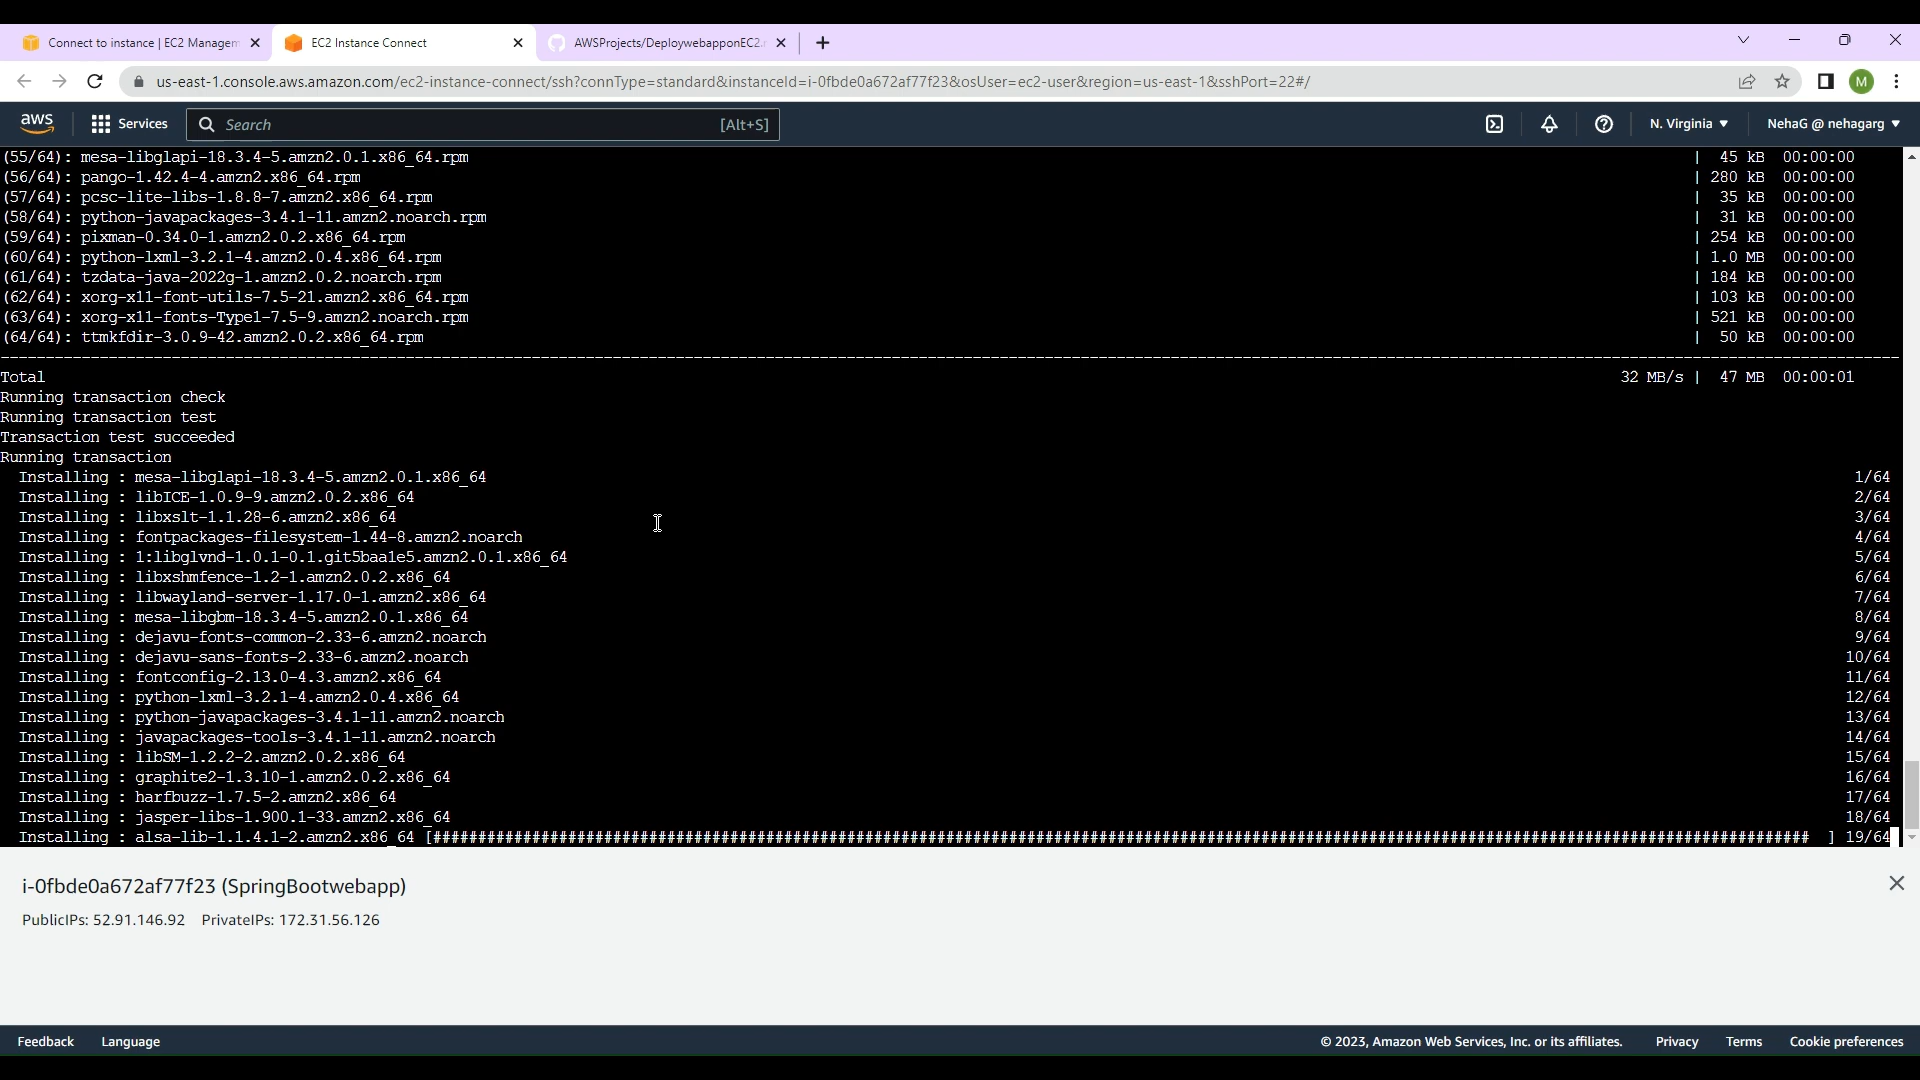 Connect to instance | EC2 Managem
EC2 Instance Connect
AWSProjects/DeploywebapponEC2.r
us-east-1.console.aws.amazon.com/ec2-instance-connect/ssh?connType=standard&instanceId=i-0fbde0a672af77f23&osUser=ec2-user&region=us-east-1&sshPort=22#/
M
aws
Services
Search
[Alt+S]
N. Virginia
NehaG @ nehagarg
(55/64): mesa-libglapi-18.3.4-5.amzn2.0.1.x86_64.rpm | 45 kB 00:00:00
(56/64): pango-1.42.4-4.amzn2.x86_64.rpm | 280 kB 00:00:00
(57/64): pcsc-lite-libs-1.8.8-7.amzn2.x86_64.rpm | 35 kB 00:00:00
(58/64): python-javapackages-3.4.1-11.amzn2.noarch.rpm | 31 kB 00:00:00
(59/64): pixman-0.34.0-1.amzn2.0.2.x86_64.rpm | 254 kB 00:00:00
(60/64): python-lxml-3.2.1-4.amzn2.0.4.x86_64.rpm | 1.0 MB 00:00:00
(61/64): tzdata-java-2022g-1.amzn2.0.2.noarch.rpm | 184 kB 00:00:00
(62/64): xorg-x11-font-utils-7.5-21.amzn2.x86_64.rpm | 103 kB 00:00:00
(63/64): xorg-x11-fonts-Type1-7.5-9.amzn2.noarch.rpm | 521 kB 00:00:00
(64/64): ttmkfdir-3.0.9-42.amzn2.0.2.x86_64.rpm | 50 kB 00:00:00
Total 32 MB/s | 47 MB 00:00:01
Running transaction check
Running transaction test
Transaction test succeeded
Running transaction
Installing : mesa-libglapi-18.3.4-5.amzn2.0.1.x86_64 1/64
Installing : libICE-1.0.9-9.amzn2.0.2.x86_64 2/64
Installing : libxslt-1.1.28-6.amzn2.x86_64 3/64
Installing : fontpackages-filesystem-1.44-8.amzn2.noarch 4/64
Installing : 1:libglvnd-1.0.1-0.1.git5baa1e5.amzn2.0.1.x86_64 5/64
Installing : libxshmfence-1.2-1.amzn2.0.2.x86_64 6/64
Installing : libwayland-server-1.17.0-1.amzn2.x86_64 7/64
Installing : mesa-libgbm-18.3.4-5.amzn2.0.1.x86_64 8/64
Installing : dejavu-fonts-common-2.33-6.amzn2.noarch 9/64
Installing : dejavu-sans-fonts-2.33-6.amzn2.noarch 10/64
Installing : fontconfig-2.13.0-4.3.amzn2.x86_64 11/64
Installing : python-lxml-3.2.1-4.amzn2.0.4.x86_64 12/64
Installing : python-javapackages-3.4.1-11.amzn2.noarch 13/64
Installing : javapackages-tools-3.4.1-11.amzn2.noarch 14/64
Installing : libSM-1.2.2-2.amzn2.0.2.x86_64 15/64
Installing : graphite2-1.3.10-1.amzn2.0.2.x86_64 16/64
Installing : harfbuzz-1.7.5-2.amzn2.x86_64 17/64
Installing : jasper-libs-1.900.1-33.amzn2.x86_64 18/64
Installing : alsa-lib-1.1.4.1-2.amzn2.x86_64 [######################################################################################################################################################### ] 19/64
i-0fbde0a672af77f23 (SpringBootwebapp)
PublicIPs: 52.91.146.92 PrivateIPs: 172.31.56.126
Feedback Language © 2023, Amazon Web Services, Inc. or its affiliates. Privacy Terms Cookie preferences